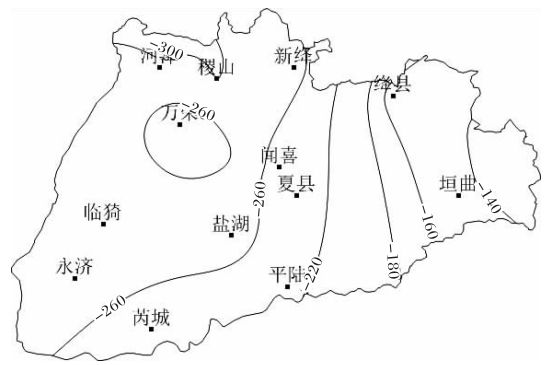 -300
河津
稷山
新绛
绛县
万荣
-260
闻喜
夏县
-260
垣曲
-140
临猗
盐湖
-160
永济
平陆
-220
-180
-260
芮城